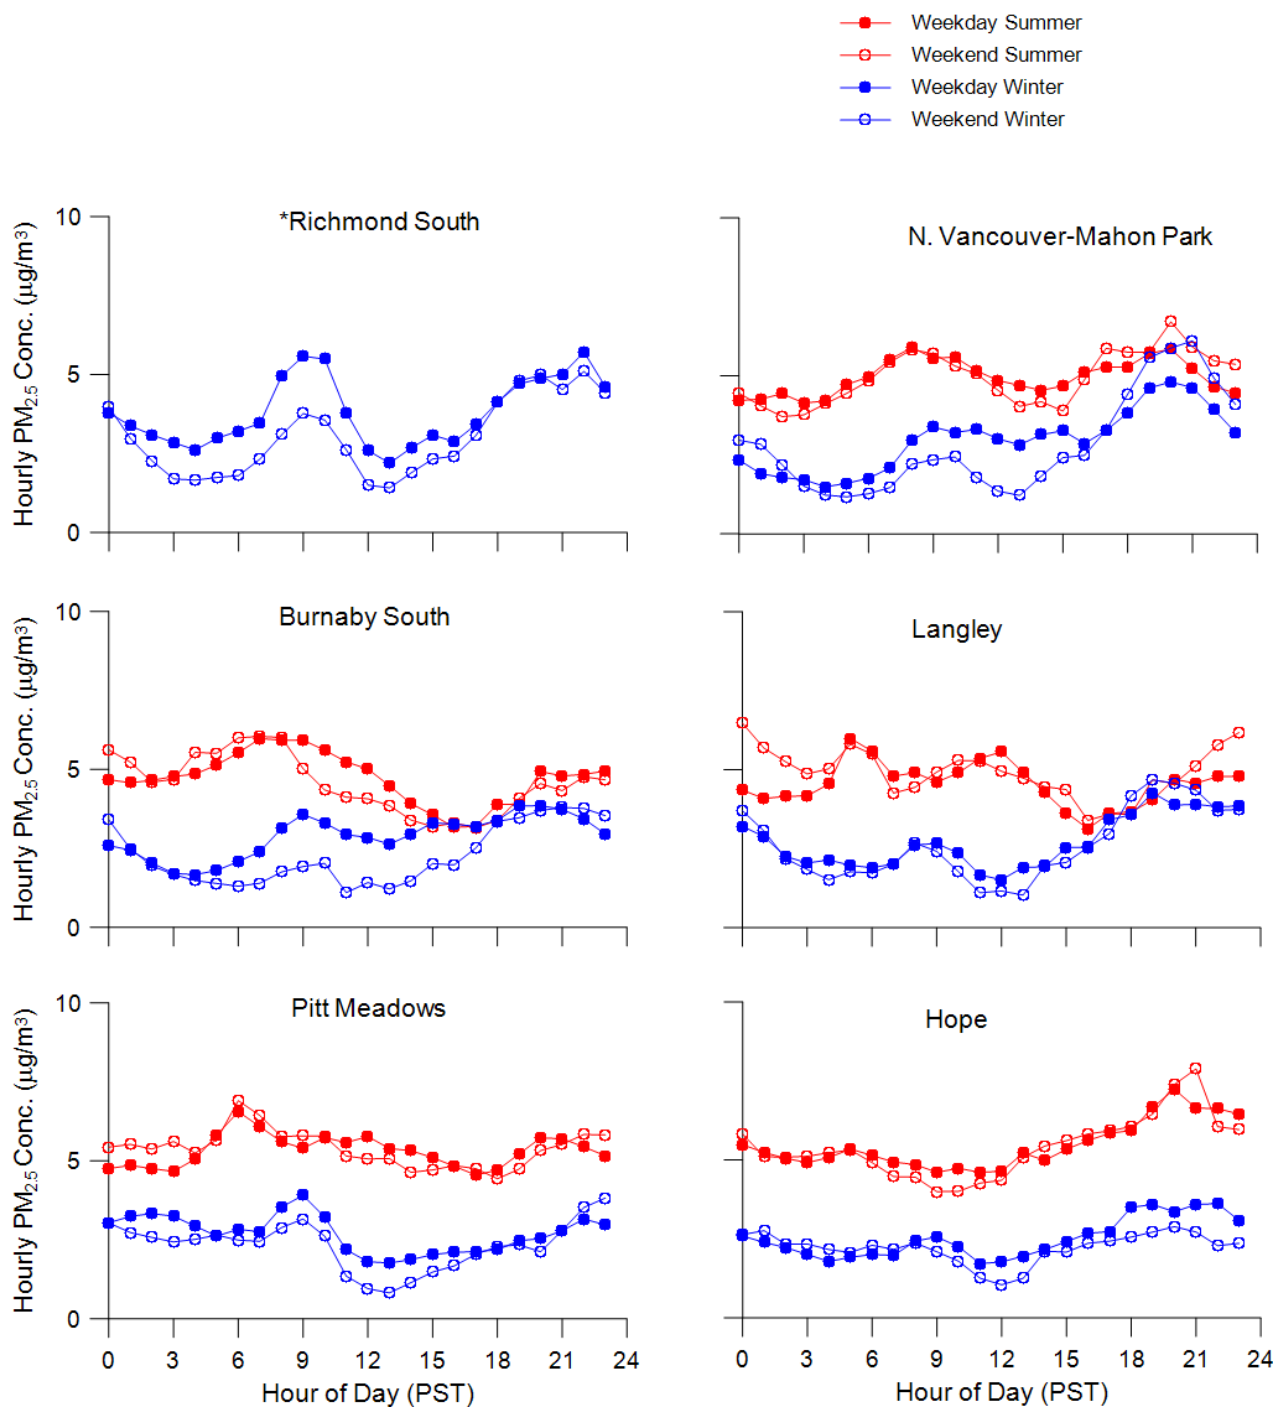 Weekday Summer
Weekend Summer
Weekday Winter
Weekend Winter
*Richmond South
N. Vancouver-Mahon Park
10
5
0
Hourly PM2.5 Conc. (µg/m³)
Burnaby South
Langley
10
5
0
Hourly PM2.5 Conc. (µg/m³)
Pitt Meadows
Hope
10
5
0
Hourly PM2.5 Conc. (µg/m³)
0 3 6 9 12 15 18 21 24
0 3 6 9 12 15 18 21 24
Hour of Day (PST)
Hour of Day (PST)